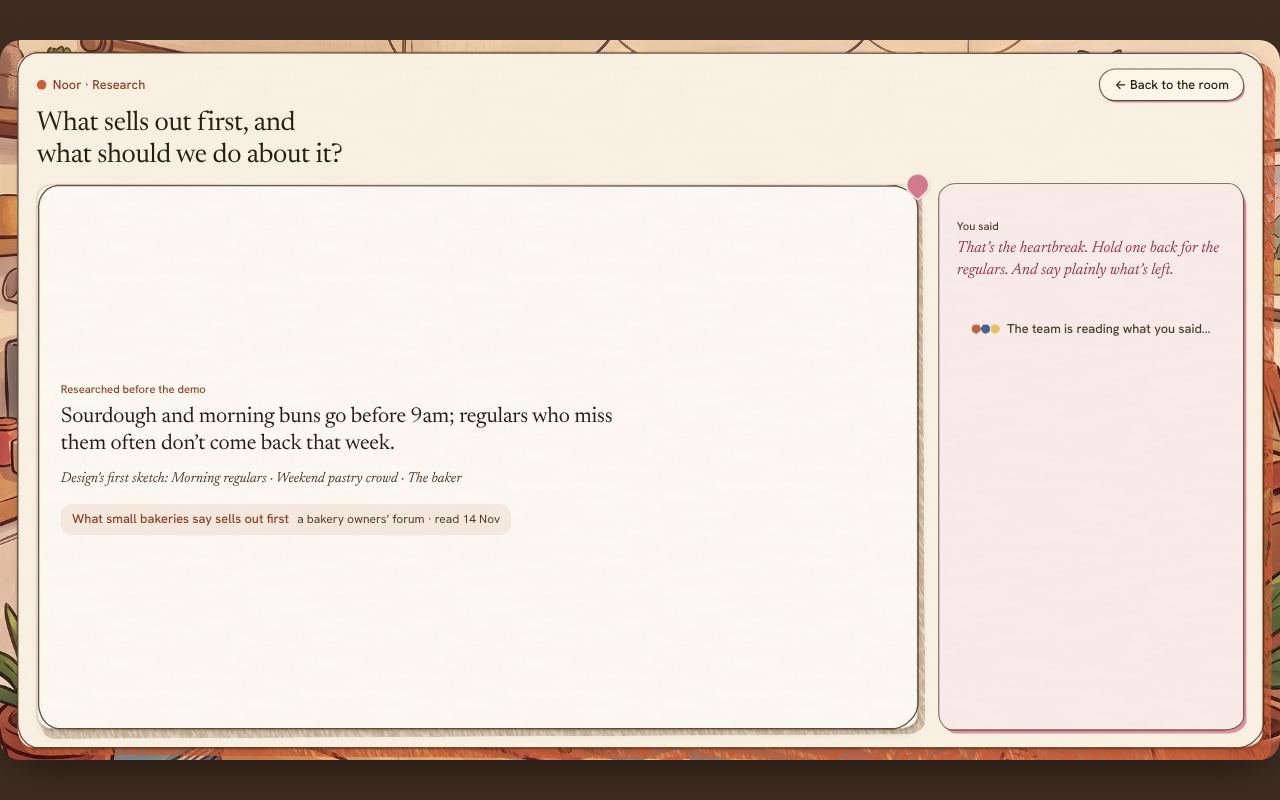 Noor · Research
← Back to the room
What sells out first, and
what should we do about it?
Researched before the demo
Sourdough and morning buns go before 9am; regulars who miss
them often don’t come back that week.
Design’s first sketch: Morning regulars · Weekend pastry crowd · The baker
What small bakeries say sells out first a bakery owners’ forum · read 14 Nov
You said
That’s the heartbreak. Hold one back for the
regulars. And say plainly what’s left.
The team is reading what you said…